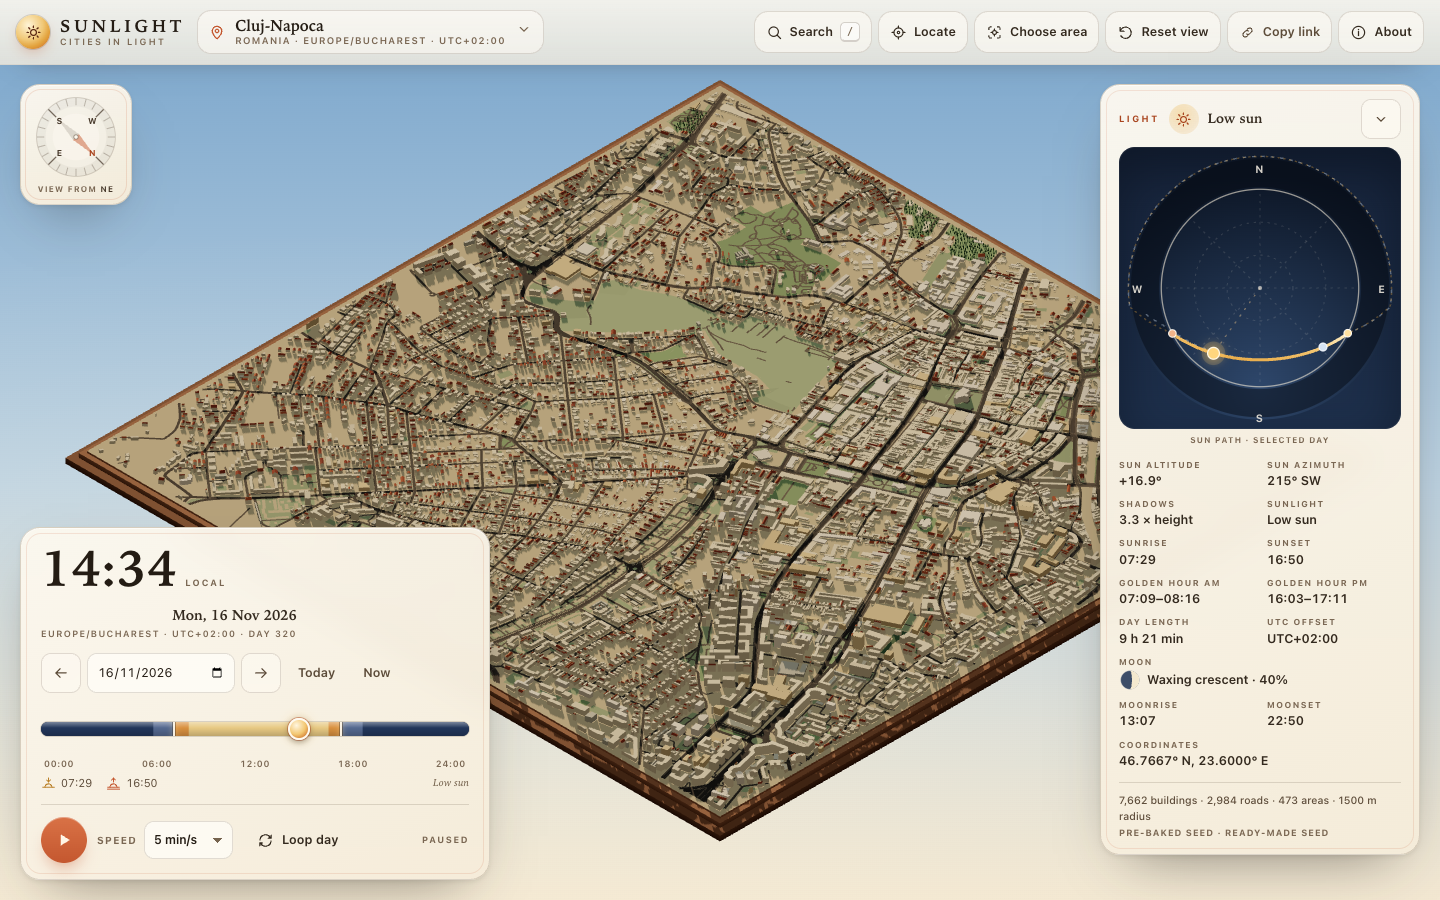 SUNLIGHT
CITIES IN LIGHT
Cluj-Napoca
ROMANIA · EUROPE/BUCHAREST · UTC+02:00
Search /
Locate
Choose area
Reset view
Copy link
About
S W
E N
VIEW FROM NE
LIGHT Low sun
N
W E
S
SUN PATH · SELECTED DAY
SUN ALTITUDE SUN AZIMUTH
+16.9° 215° SW
SHADOWS SUNLIGHT
3.3 × height Low sun
SUNRISE SUNSET
07:29 16:50
GOLDEN HOUR AM GOLDEN HOUR PM
07:09–08:16 16:03–17:11
DAY LENGTH UTC OFFSET
9 h 21 min UTC+02:00
MOON
Waxing crescent · 40%
MOONRISE MOONSET
13:07 22:50
COORDINATES
46.7667° N, 23.6000° E
7,662 buildings · 2,984 roads · 473 areas · 1500 m
radius
PRE-BAKED SEED · READY-MADE SEED
14:34 LOCAL
Mon, 16 Nov 2026
EUROPE/BUCHAREST · UTC+02:00 · DAY 320
16/11/2026 Today Now
00:00 06:00 12:00 18:00 24:00
07:29 16:50 Low sun
SPEED 5 min/s Loop day PAUSED